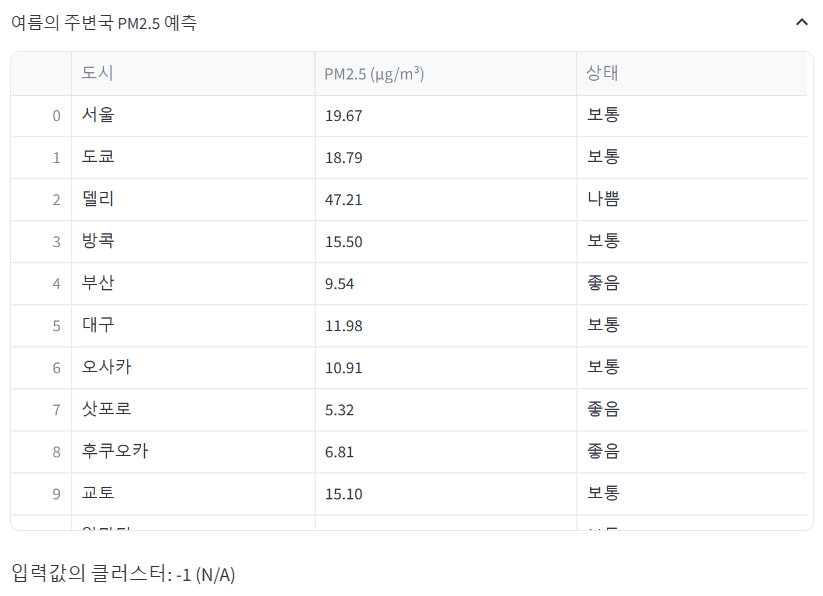 여름의 주변국 PM2.5 예측
도시 PM2.5 (μg/m³) 상태
0 서울 19.67 보통
1 도쿄 18.79 보통
2 델리 47.21 나쁨
3 방콕 15.50 보통
4 부산 9.54 좋음
5 대구 11.98 보통
6 오사카 10.91 보통
7 삿포로 5.32 좋음
8 후쿠오카 6.81 좋음
9 교토 15.10 보통
입력값의 클러스터: -1 (N/A)